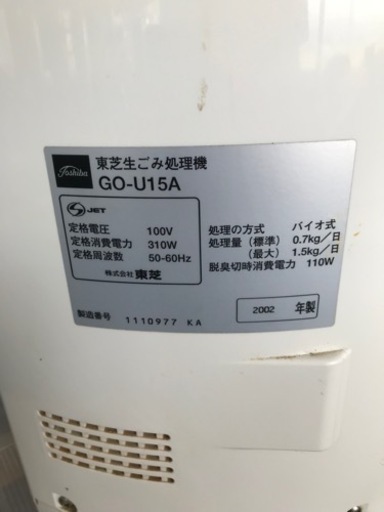 Toshiba 東芝生ごみ処理機
GO-U15A
S JET
定格電圧 100V
定格消費電力 310W
定格周波数 50-60Hz
株式会社 東芝
処理の方式 バイオ式
処理量（標準） 0.7kg／日
（最大） 1.5kg／日
脱臭切時消費電力 110W
2002 年製
製造番号 1110977 KA